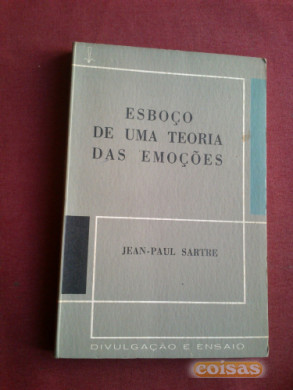 ESBOÇO
DE UMA TEORIA
DAS EMOÇÕES
JEAN-PAUL SARTRE
DIVULGAÇÃO E ENSAIO
coisas